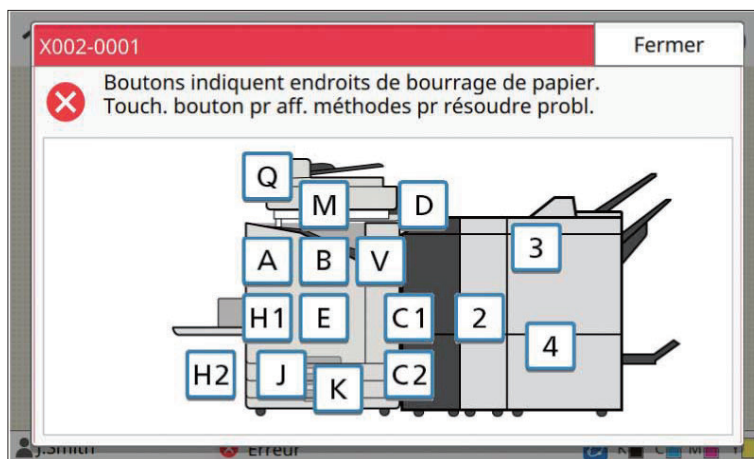 X002-0001
Fermer
Boutons indiquent endroits de bourrage de papier.
Touch. bouton pr aff. méthodes pr résoudre probl.
Q
M
D
A
B
V
3
H1
E
C1
2
4
H2
J
K
C2
J.Smith
Erreur
K
C
M
Y